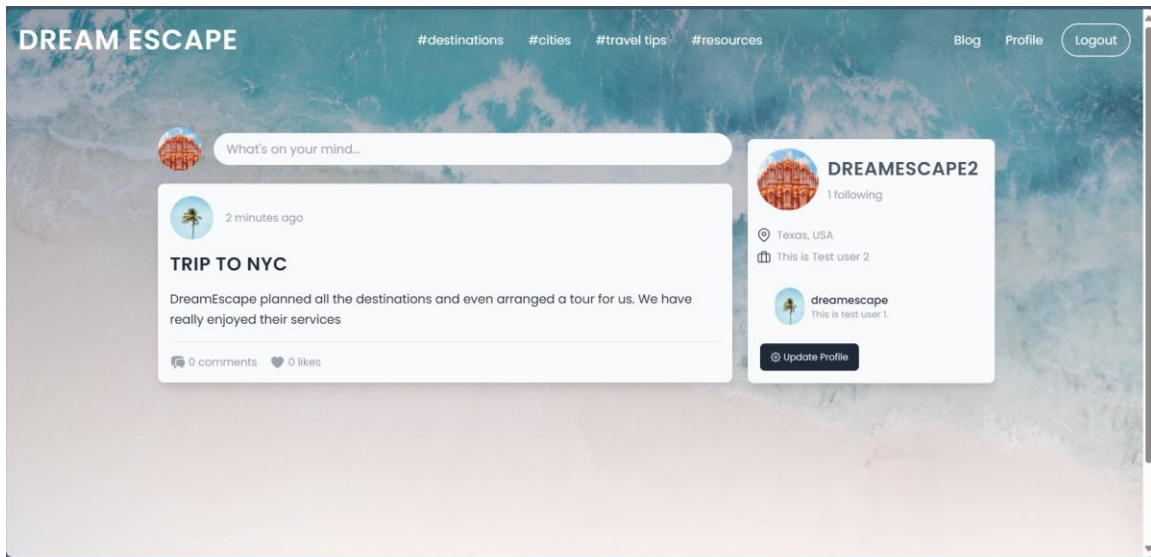 DREAM ESCAPE
#destinations #cities #travel tips #resources
Blog Profile Logout
What's on your mind...
2 minutes ago
TRIP TO NYC
DreamEscape planned all the destinations and even arranged a tour for us. We have
really enjoyed their services
0 comments 0 likes
DREAMESCAPE2
1 following
Texas, USA
This is Test user 2
dreamescape
This is test user 1.
Update Profile